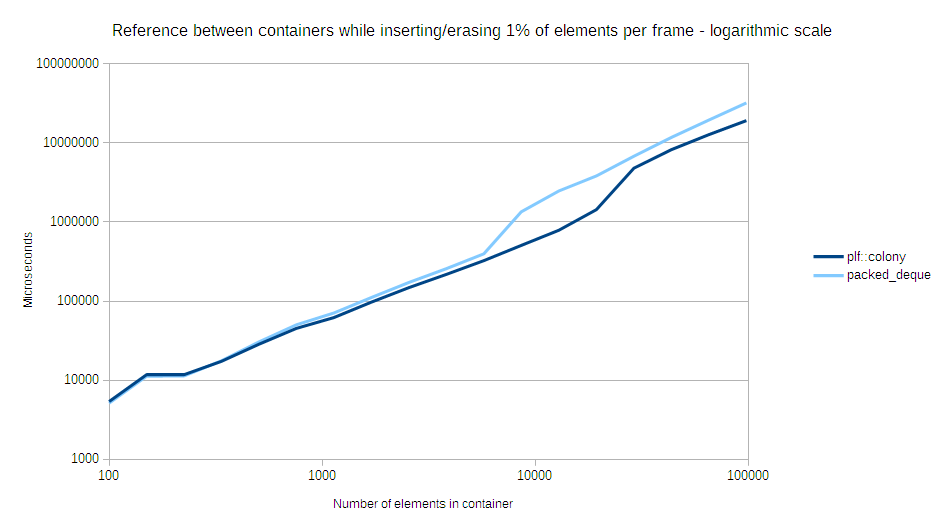 Reference between containers while inserting/erasing 1% of elements per frame - logarithmic scale
100000000
10000000
1000000
100000
10000
1000
100
1000
10000
100000
Microseconds
Number of elements in container
plf::colony
packed_deque